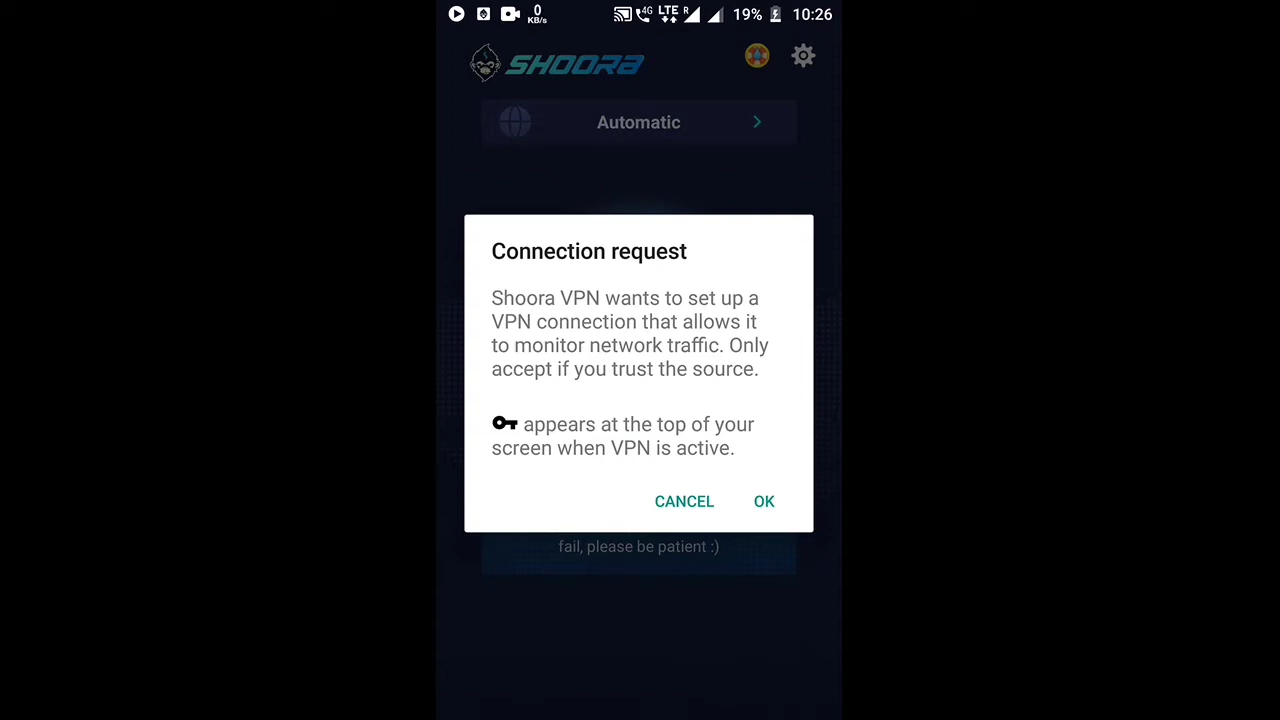 0
KB/s
4G LTE R 19% 10:26
SHOORA
Automatic
Connection request
Shoora VPN wants to set up a
VPN connection that allows it
to monitor network traffic. Only
accept if you trust the source.
appears at the top of your
screen when VPN is active.
CANCEL OK
fail, please be patient :)